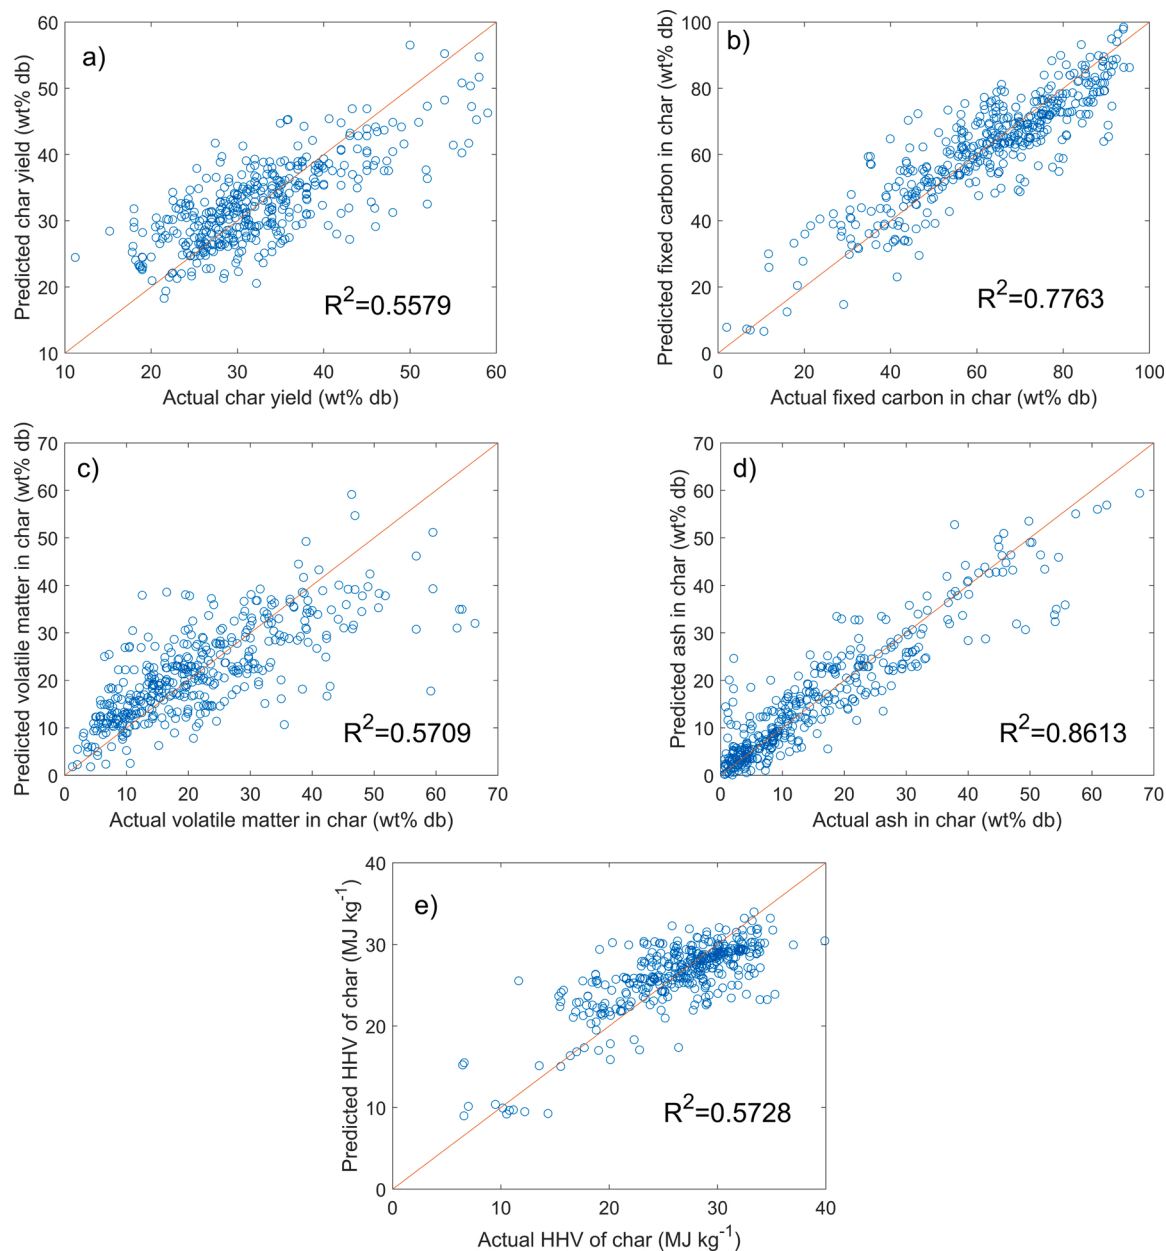 a)
Predicted char yield (wt% db)
60
50
40
30
20
10
R²=0.5579
10 20 30 40 50 60
Actual char yield (wt% db)
b)
Predicted fixed carbon in char (wt% db)
100
80
60
40
20
0
R²=0.7763
0 20 40 60 80 100
Actual fixed carbon in char (wt% db)
c)
Predicted volatile matter in char (wt% db)
70
60
50
40
30
20
10
0
R²=0.5709
0 10 20 30 40 50 60 70
Actual volatile matter in char (wt% db)
d)
Predicted ash in char (wt% db)
70
60
50
40
30
20
10
0
R²=0.8613
0 10 20 30 40 50 60 70
Actual ash in char (wt% db)
e)
Predicted HHV of char (MJ kg⁻¹)
40
30
20
10
0
R²=0.5728
0 10 20 30 40
Actual HHV of char (MJ kg⁻¹)